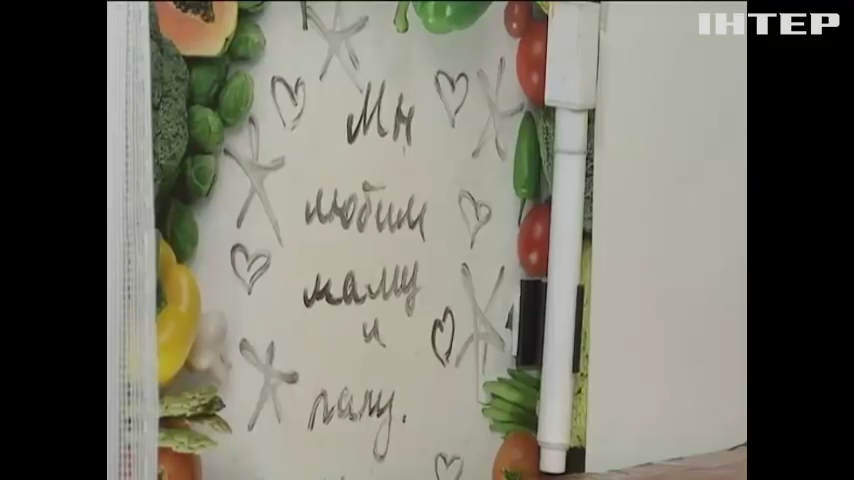 ІНТЕР
Мы
любим
маму
и
папу.